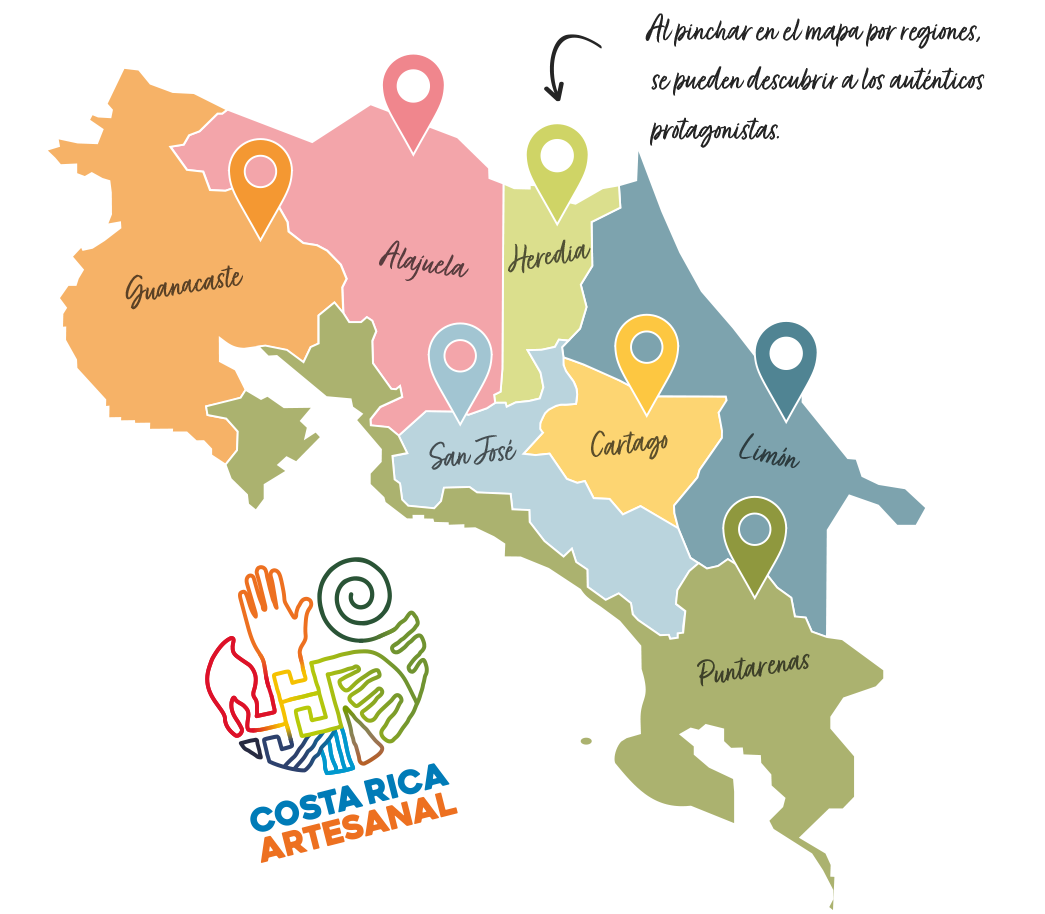 Al pinchar en el mapa por regiones,
se pueden descubrir a los auténticos
protagonistas.
Guanacaste
Alajuela
Heredia
San José
Cartago
Limón
Puntarenas
COSTA RICA
ARTESANAL